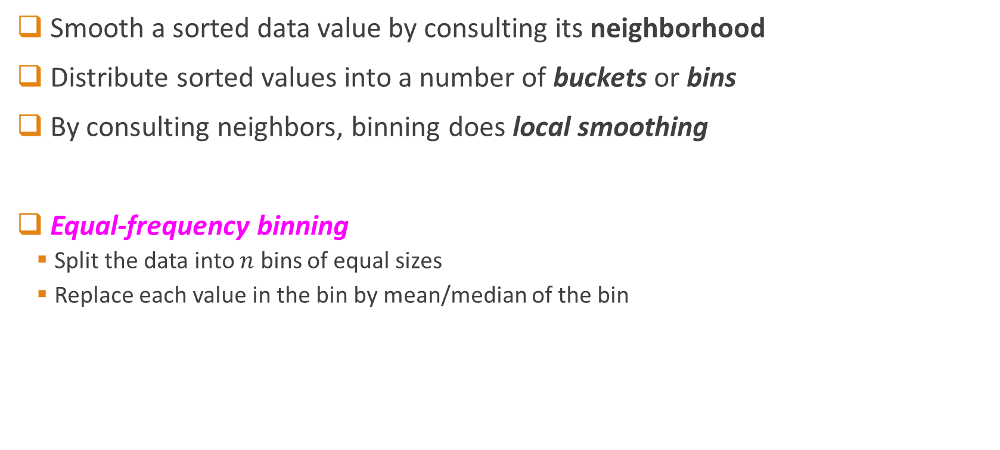 Smooth a sorted data value by consulting its neighborhood
Distribute sorted values into a number of buckets or bins
By consulting neighbors, binning does local smoothing
Equal-frequency binning
Split the data into n bins of equal sizes
Replace each value in the bin by mean/median of the bin